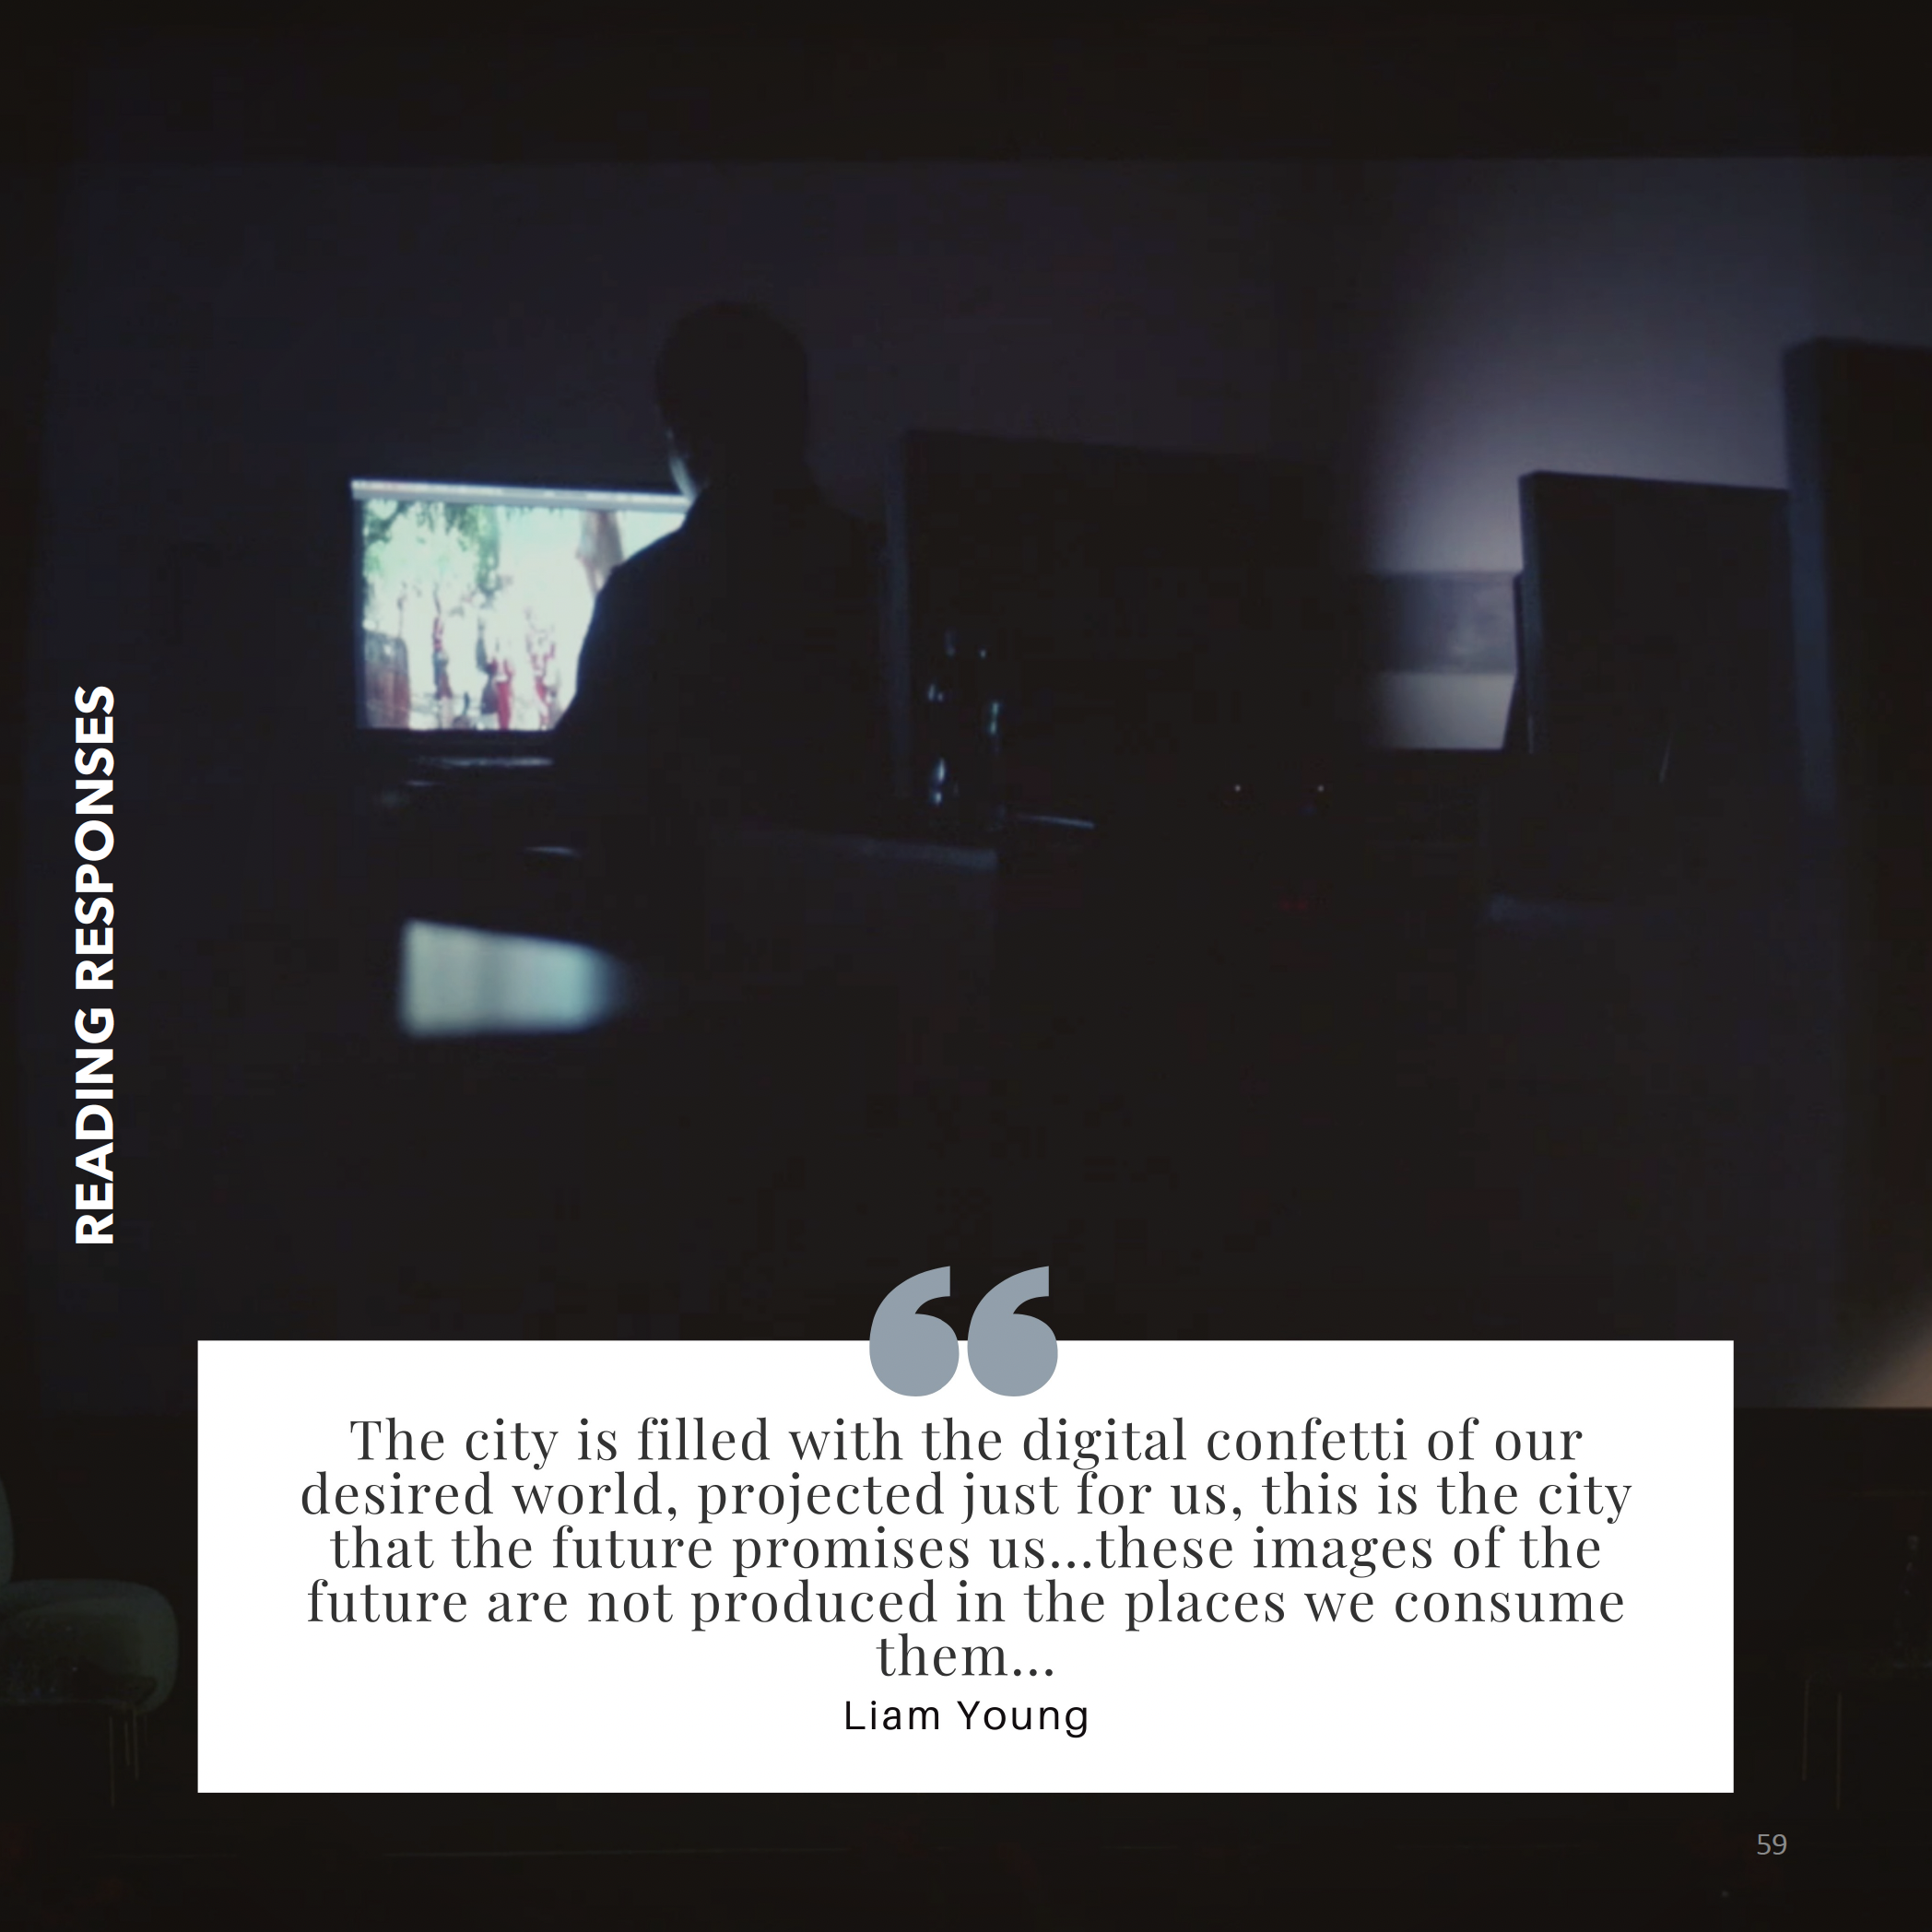 READING RESPONSES
“
The city is filled with the digital confetti of our
desired world, projected just for us, this is the city
that the future promises us...these images of the
future are not produced in the places we consume
them...
Liam Young
59